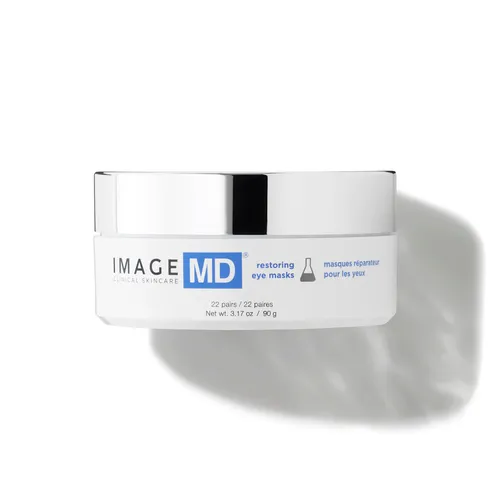 IMAGE MD®
CLINICAL SKINCARE
restoring
eye masks
masques réparateur
pour les yeux
22 pairs / 22 paires
Net wt. 3.17 oz / 90 g